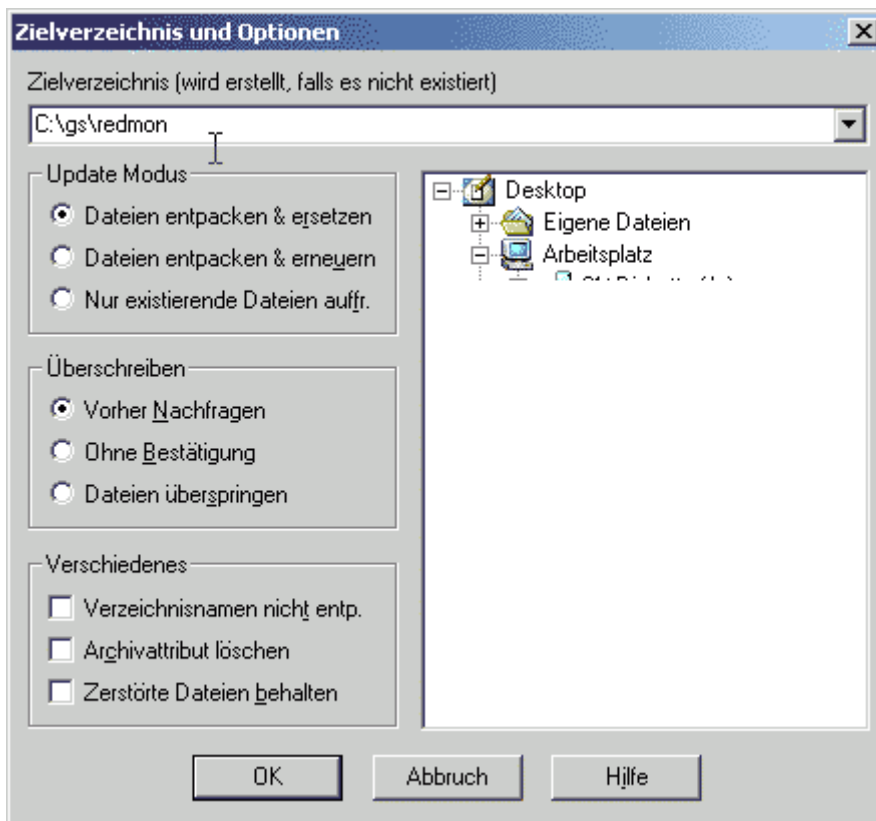 Zielverzeichnis und Optionen
Zielverzeichnis (wird erstellt, falls es nicht existiert)
C:\gs\redmon
Update Modus
Dateien entpacken & ersetzen
Dateien entpacken & erneuern
Nur existierende Dateien auffr.
Überschreiben
Vorher Nachfragen
Ohne Bestätigung
Dateien überspringen
Verschiedenes
Verzeichnisnamen nicht entp.
Archivattribut löschen
Zerstörte Dateien behalten
Desktop
Eigene Dateien
Arbeitsplatz
OK
Abbruch
Hilfe